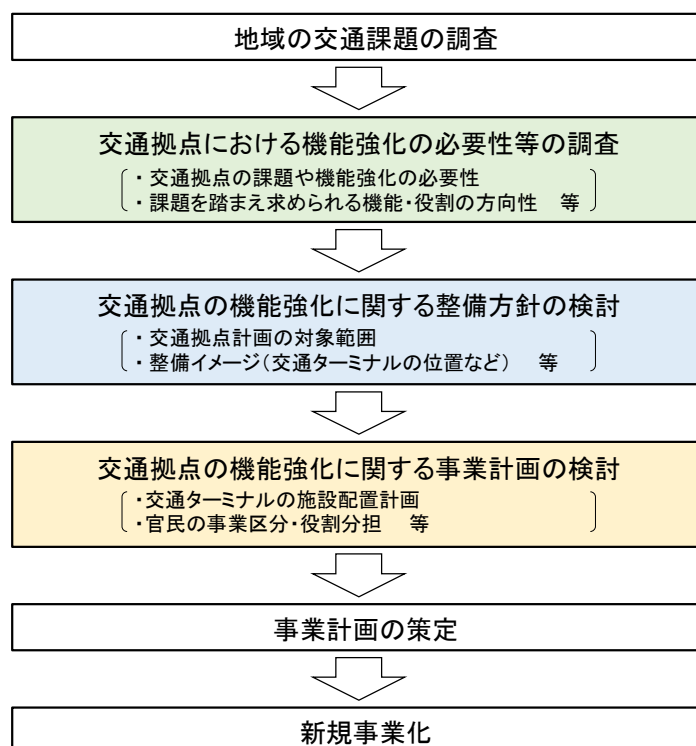 地域の交通課題の調査
交通拠点における機能強化の必要性等の調査
・交通拠点の課題や機能強化の必要性
・課題を踏まえ求められる機能・役割の方向性　等
交通拠点の機能強化に関する整備方針の検討
・交通拠点計画の対象範囲
・整備イメージ（交通ターミナルの位置など）　等
交通拠点の機能強化に関する事業計画の検討
・交通ターミナルの施設配置計画
・官民の事業区分・役割分担　等
事業計画の策定
新規事業化